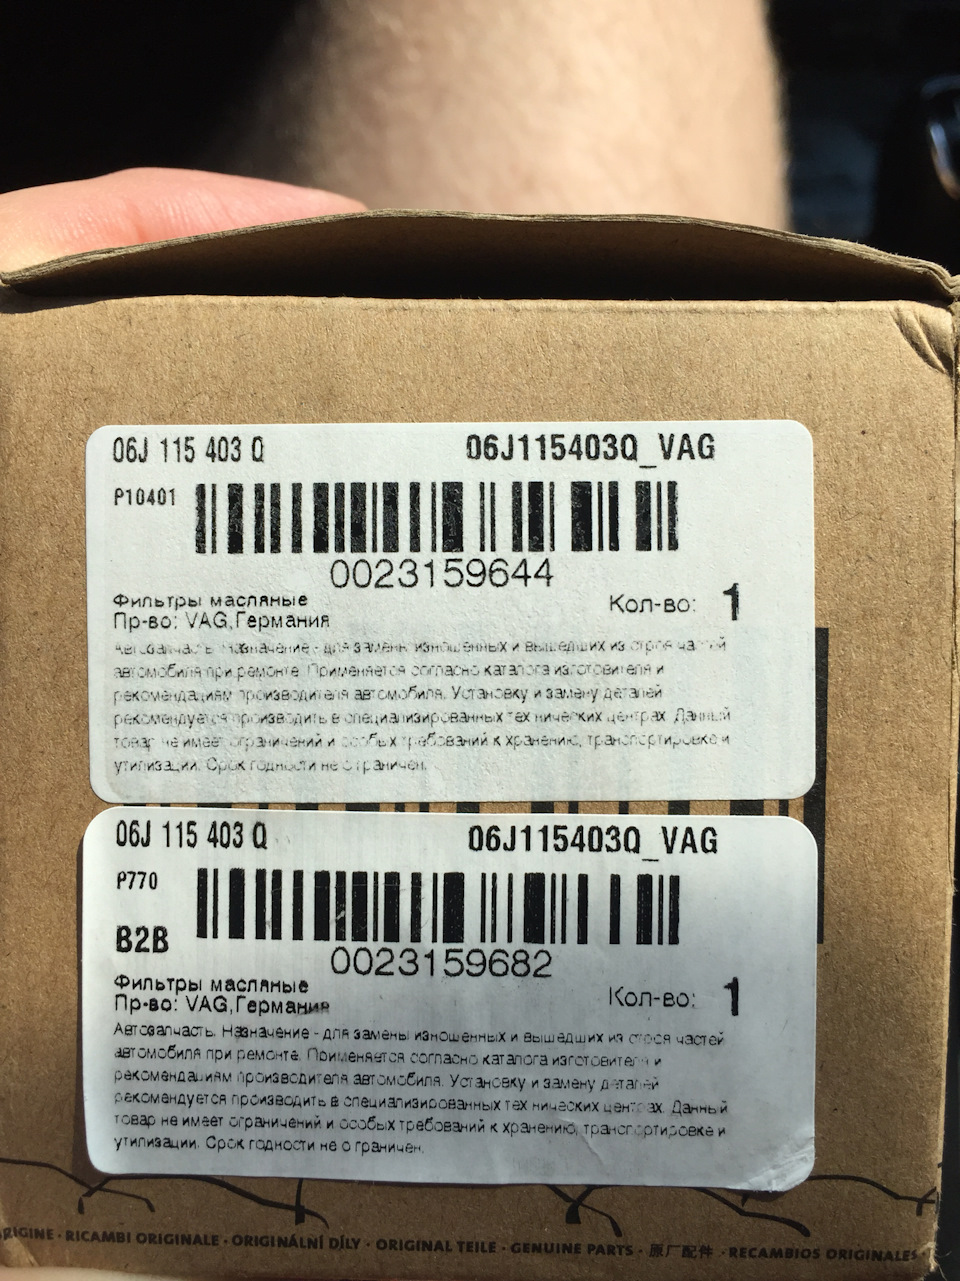 06J 115 403 Q 06J115403Q_VAG
P10401
0023159644
Фильтры масляные
Кол-во: 1
Пр-во: VAG,Германия
Автозапчасть. Назначение - для замены изношенных и вышедших из строя частей
автомобиля при ремонте. Применяется согласно каталога изготовителя и
рекомендациям производителя автомобиля. Установку и замену деталей
рекомендуется производить в специализированных тех нических центрах. Данный
товар не имеет ограничений и особых требований к хранению, транспортировке и
утилизации. Срок годности не ограничен.
06J 115 403 Q 06J115403Q_VAG
P770
B2B
0023159682
Фильтры масляные
Кол-во: 1
Пр-во: VAG,Германия
Автозапчасть. Назначение - для замены изношенных и вышедших из строя частей
автомобиля при ремонте. Применяется согласно каталога изготовителя и
рекомендациям производителя автомобиля. Установку и замену деталей
рекомендуется производить в специализированных тех нических центрах. Данный
товар не имеет ограничений и особых требований к хранению, транспортировке и
утилизации. Срок годности не о граничен.
ORIGINE · RICAMBI ORIGINALE · ORIGINÁLNÍ DÍLY · ORIGINAL TEILE · GENUINE PARTS · 原厂配件 · RECAMBIOS ORIGINALES ·